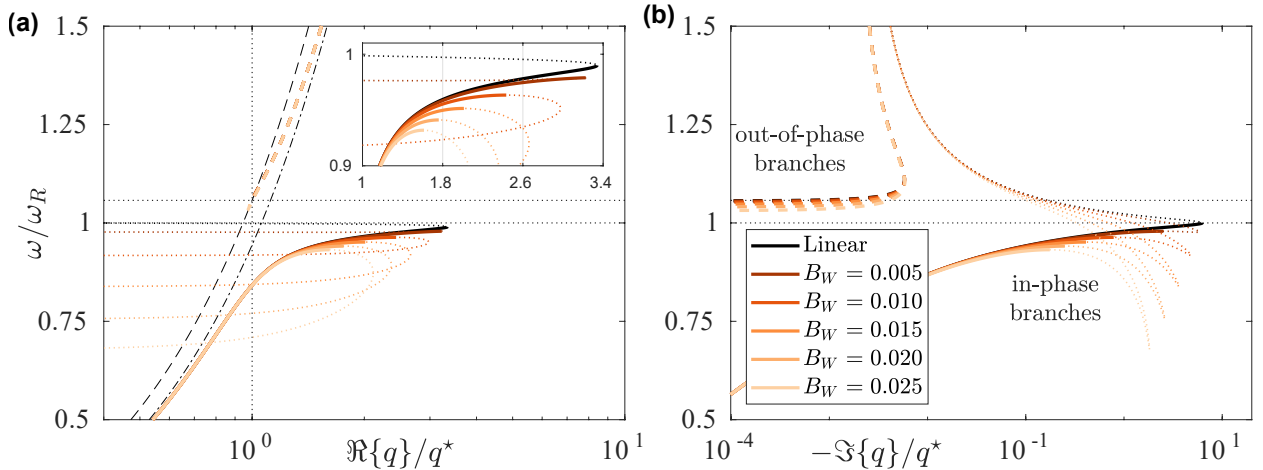 (a)
1.5
1.25
1
0.75
0.5
ω/ω_R
10^0
ℜ{q}/q^⋆
10^1
1
0.9
1
1.8
2.6
3.4
(b)
1.5
1.25
1
0.75
0.5
out-of-phase
branches
in-phase
branches
Linear
B_W = 0.005
B_W = 0.010
B_W = 0.015
B_W = 0.020
B_W = 0.025
10^-4
−ℑ{q}/q^⋆
10^-1
10^1